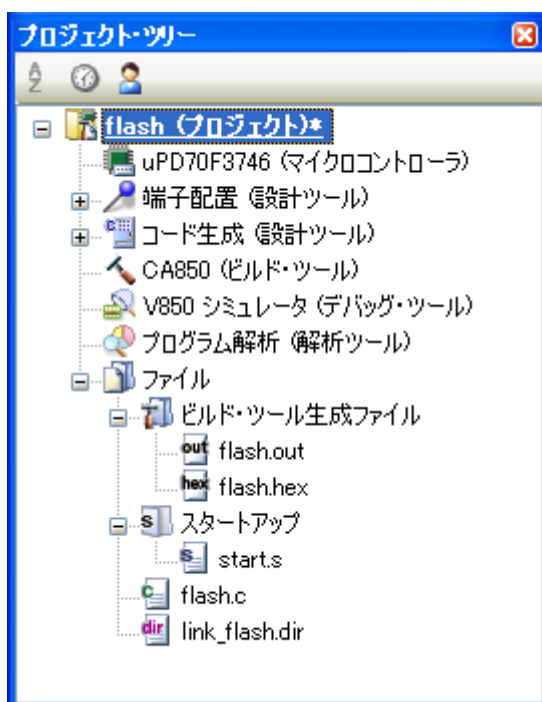 プロジェクト・ツリー
flash (プロジェクト)*
uPD70F3746 (マイクロコントローラ)
端子配置 (設計ツール)
コード生成 (設計ツール)
CA850 (ビルド・ツール)
V850 シミュレータ (デバッグ・ツール)
プログラム解析 (解析ツール)
ファイル
ビルド・ツール生成ファイル
out flash.out
hex flash.hex
S スタートアップ
S start.s
C flash.c
dir link_flash.dir